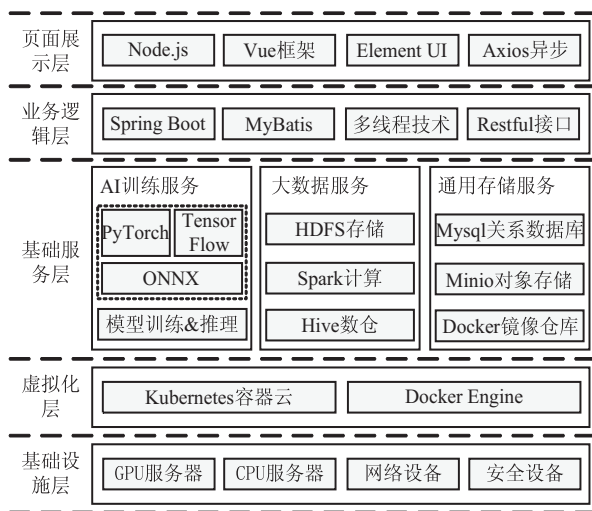 页面展
示层
Node.js
Vue框架
Element UI
Axios异步
业务逻
辑层
Spring Boot
MyBatis
多线程技术
Restful接口
基础服
务层
AI训练服务
PyTorch
Tensor
Flow
ONNX
模型训练&推理
大数据服务
HDFS存储
Spark计算
Hive数仓
通用存储服务
Mysql关系数据库
Minio对象存储
Docker镜像仓库
虚拟化
层
Kubernetes容器云
Docker Engine
基础设
施层
GPU服务器
CPU服务器
网络设备
安全设备